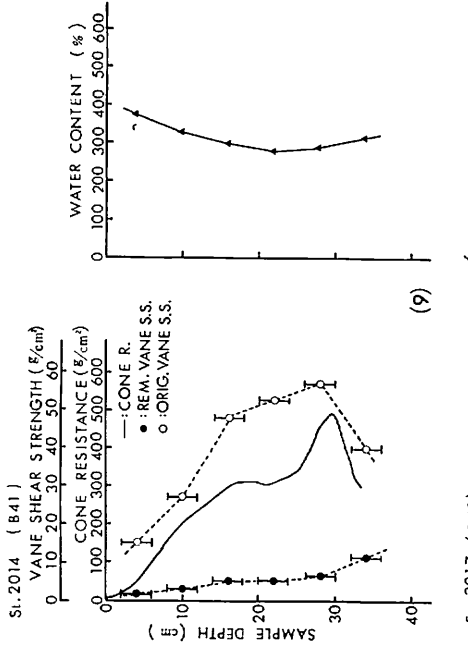 St. 2014 (B41)
VANE SHEAR STRENGTH (g/cm²)
0 10 20 30 40 50 60
CONE RESISTANCE (g/cm²)
0 100 200 300 400 500 600
—:CONE R.
●:REM. VANE S.S.
○:ORIG. VANE S.S.
SAMPLE DEPTH (cm)
10
20
30
40
WATER CONTENT (%)
0 100 200 300 400 500 600
(9)